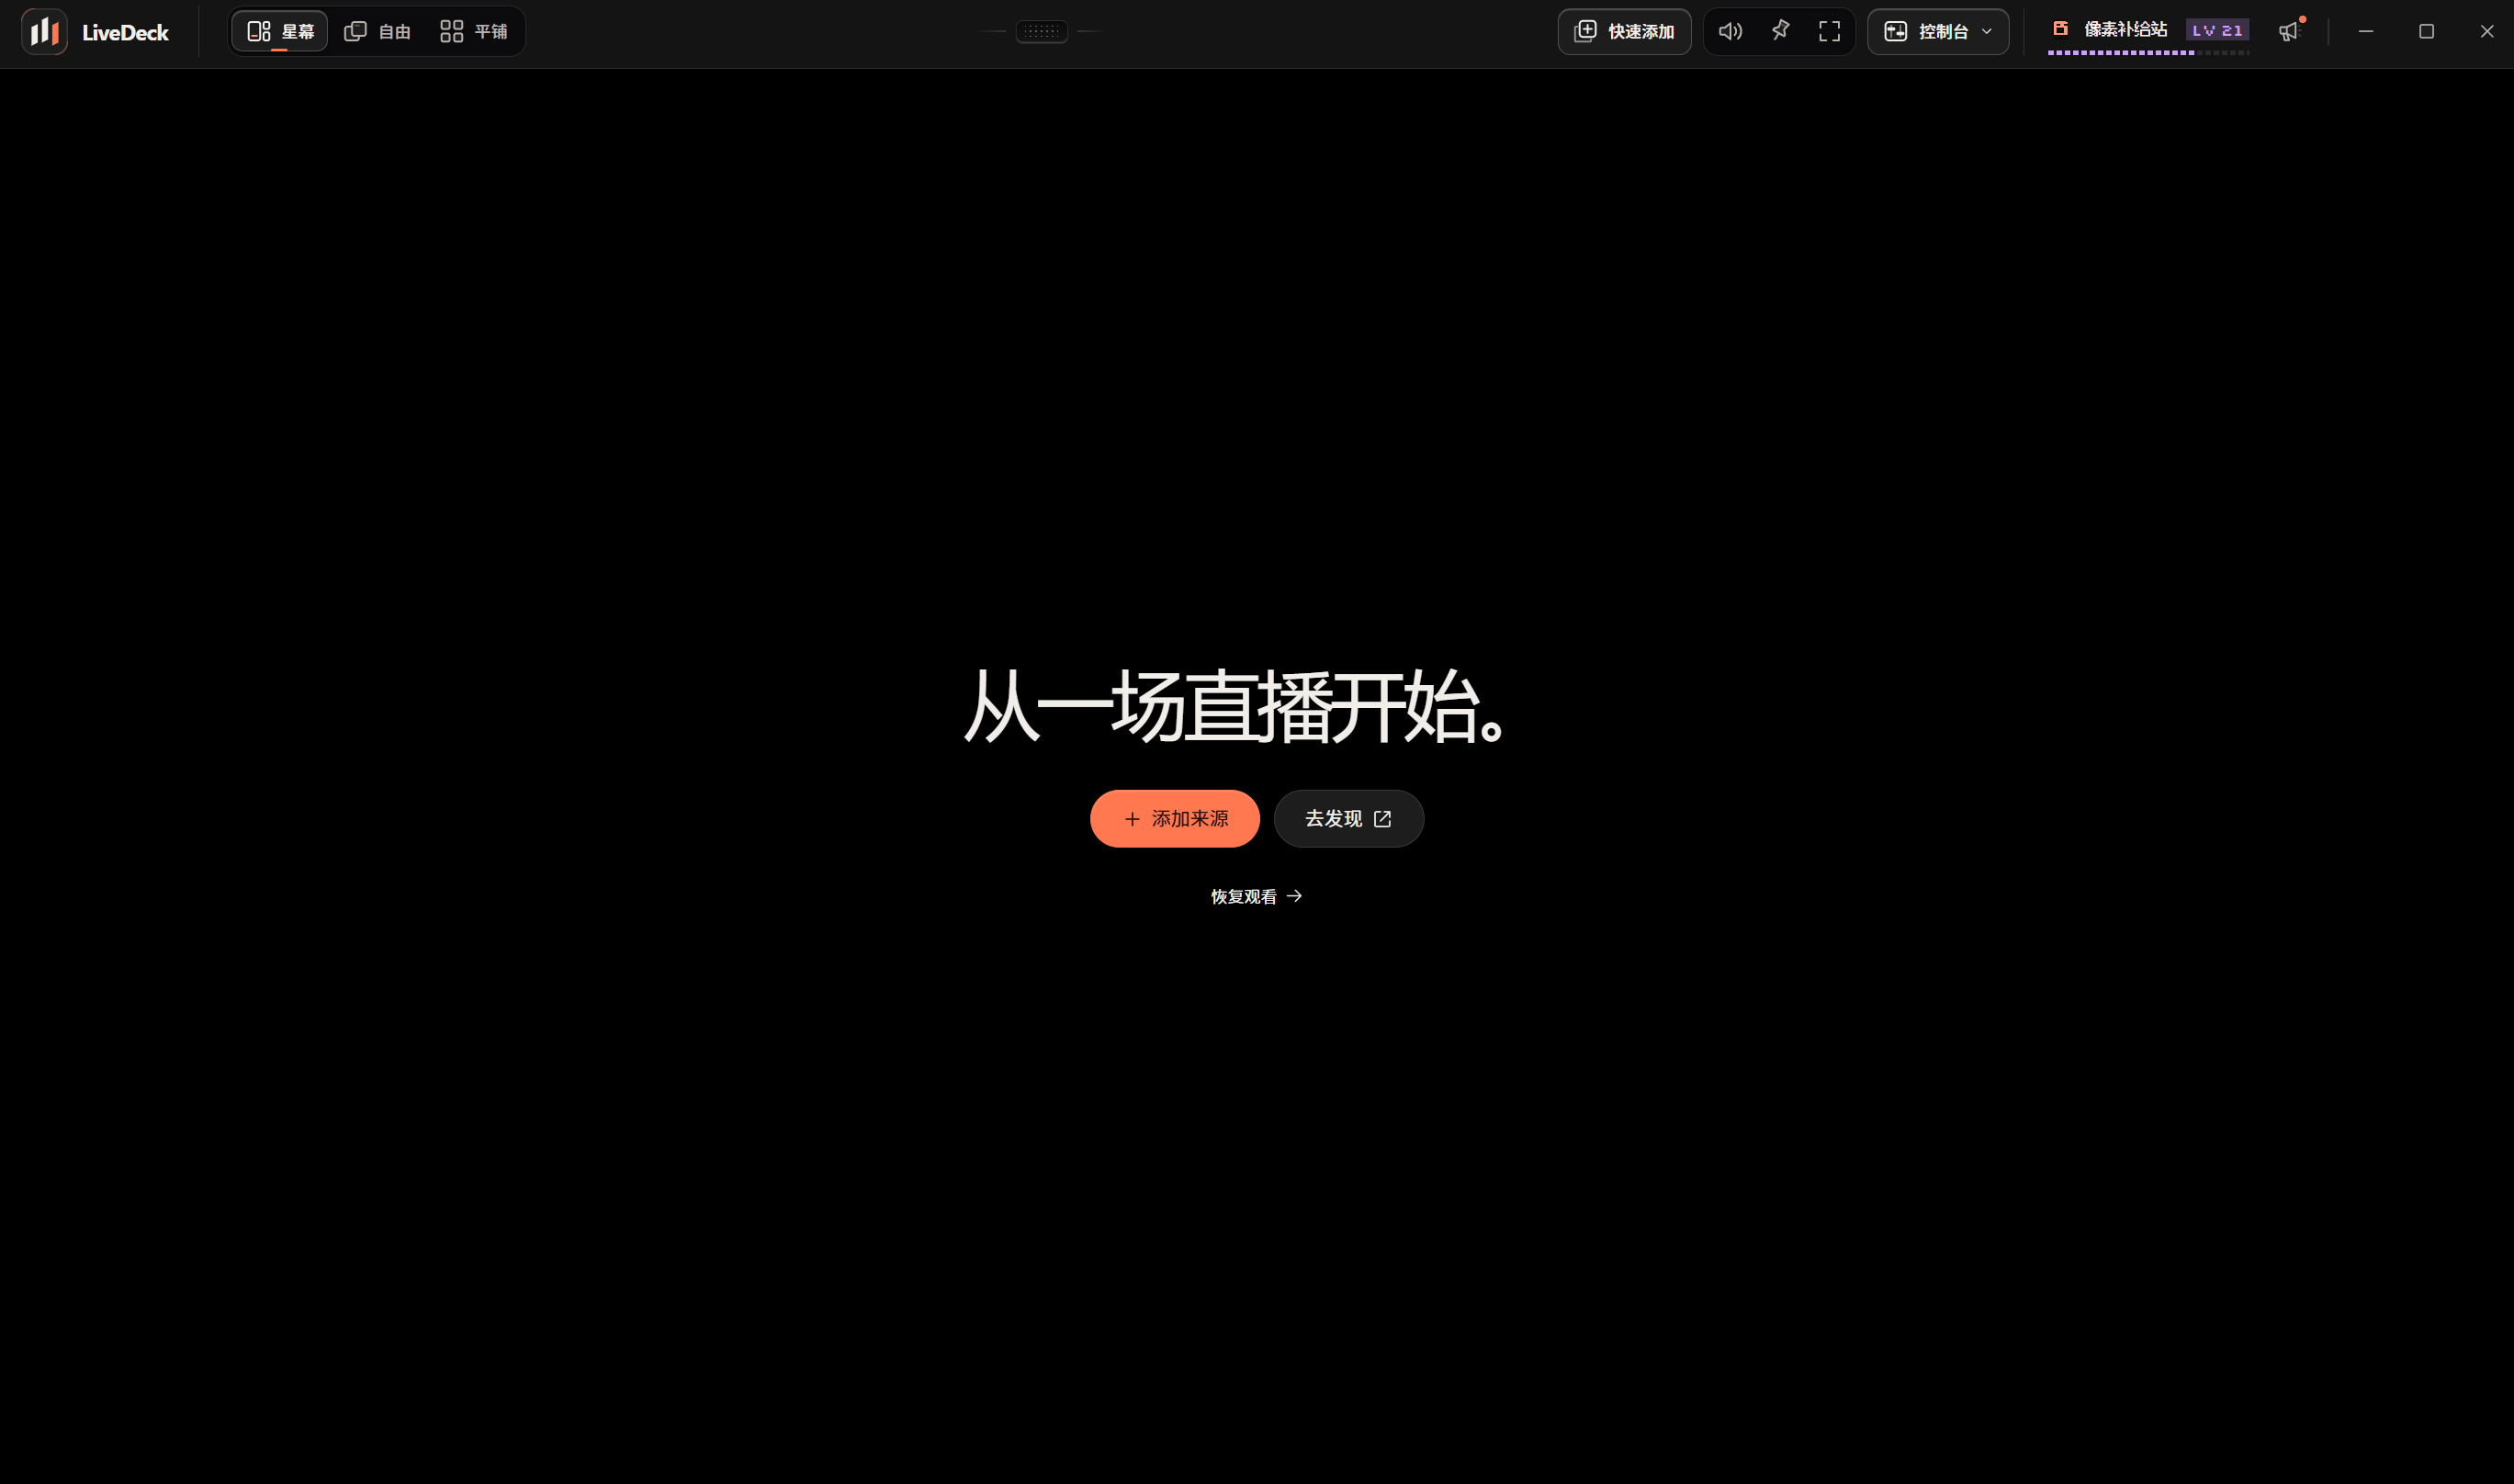 LiveDeck
星幕
自由
平铺
快速添加
控制台
像素补给站
LV 21
从一场直播开始。
添加来源
去发现
恢复观看